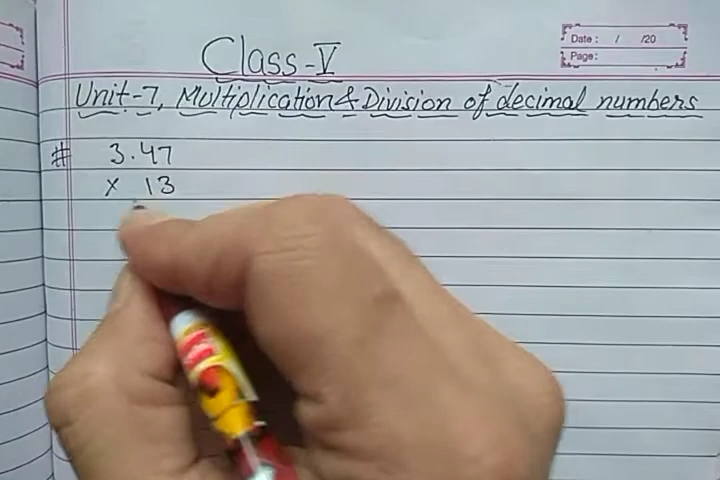 Class-V
Date: / /20
Page:
Unit-7, Multiplication & Division of decimal numbers
# 3.47
× 13